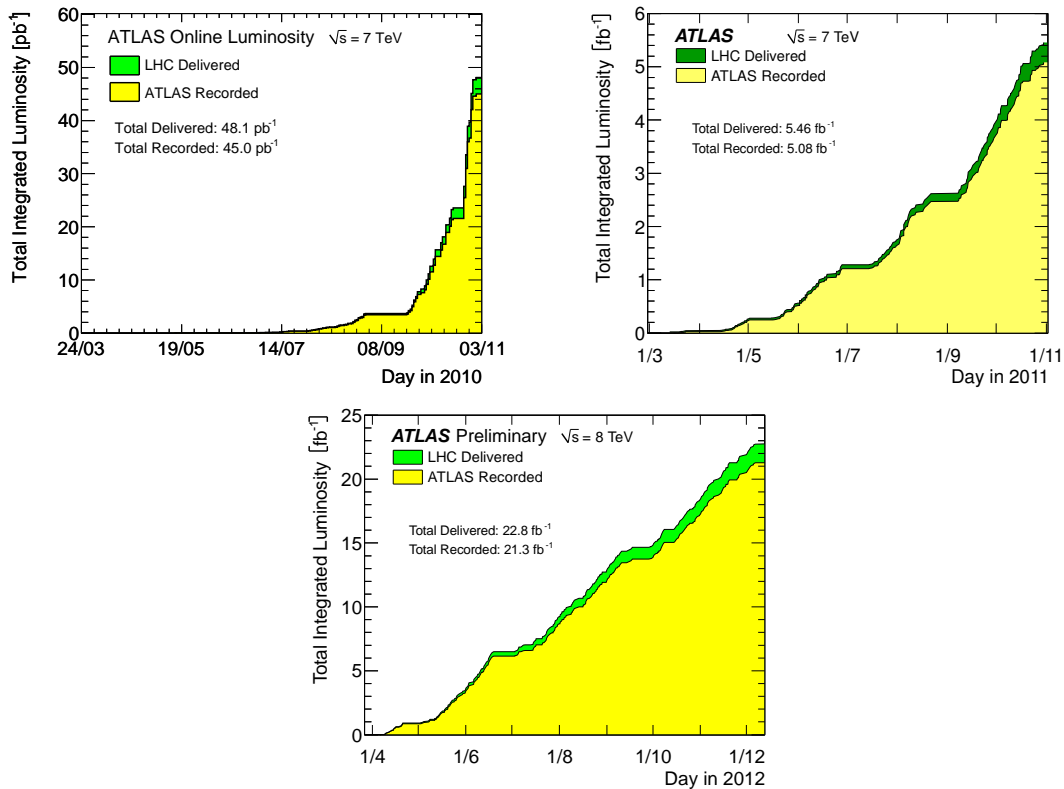 Total Integrated Luminosity [pb⁻¹]
60
50
40
30
20
10
0
ATLAS Online Luminosity √s = 7 TeV
LHC Delivered
ATLAS Recorded
Total Delivered: 48.1 pb⁻¹
Total Recorded: 45.0 pb⁻¹
24/03 19/05 14/07 08/09 03/11
Day in 2010
Total Integrated Luminosity [fb⁻¹]
6
5
4
3
2
1
0
ATLAS √s = 7 TeV
LHC Delivered
ATLAS Recorded
Total Delivered: 5.46 fb⁻¹
Total Recorded: 5.08 fb⁻¹
1/3 1/5 1/7 1/9 1/11
Day in 2011
Total Integrated Luminosity [fb⁻¹]
25
20
15
10
5
0
ATLAS Preliminary √s = 8 TeV
LHC Delivered
ATLAS Recorded
Total Delivered: 22.8 fb⁻¹
Total Recorded: 21.3 fb⁻¹
1/4 1/6 1/8 1/10 1/12
Day in 2012